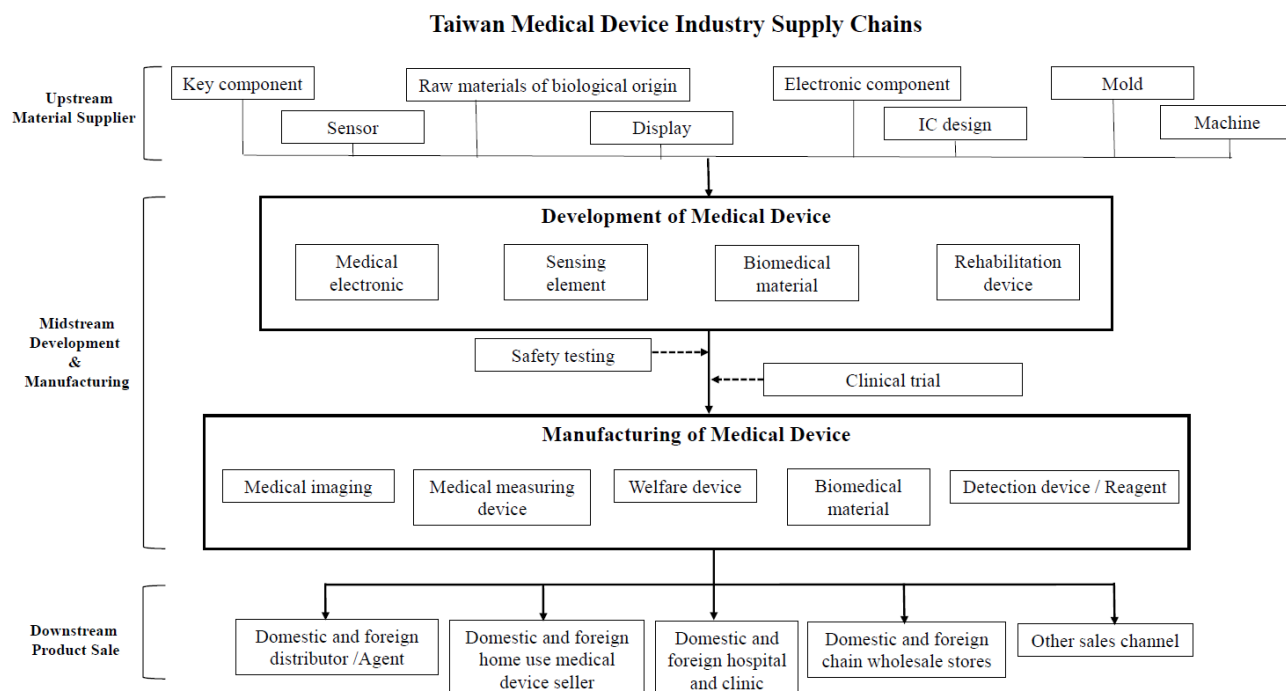 Taiwan Medical Device Industry Supply Chains
Upstream
Material Supplier
Key component
Raw materials of biological origin
Electronic component
Mold
Sensor
Display
IC design
Machine
Midstream
Development
&
Manufacturing
Development of Medical Device
Medical
electronic
Sensing
element
Biomedical
material
Rehabilitation
device
Safety testing
Clinical trial
Manufacturing of Medical Device
Medical imaging
Medical measuring
device
Welfare device
Biomedical
material
Detection device / Reagent
Downstream
Product Sale
Domestic and foreign
distributor /Agent
Domestic and foreign
home use medical
device seller
Domestic and
foreign hospital
and clinic
Domestic and foreign
chain wholesale stores
Other sales channel